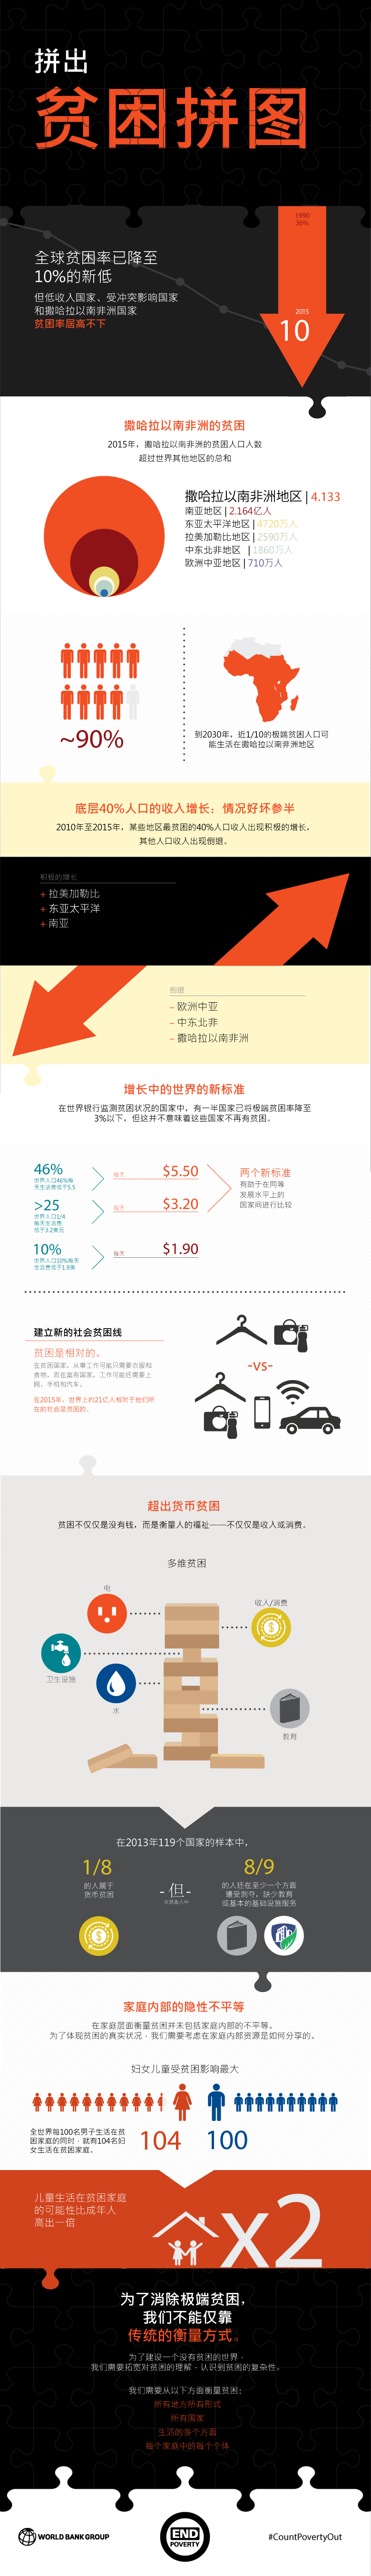 拼出
贫困拼图
1990
36%
全球贫困率已降至
10%的新低
但低收入国家、受冲突影响国家
和撒哈拉以南非洲国家
贫困率居高不下
2015
10
撒哈拉以南非洲的贫困
2015年，撒哈拉以南非洲的贫困人口人数
超过世界其他地区的总和
撒哈拉以南非洲地区 | 4.133
南亚地区 | 2.164亿人
东亚太平洋地区 | 4720万人
拉美加勒比地区 | 2590万人
中东北非地区 | 1860万人
欧洲中亚地区 | 710万人
~90%
到2030年，近1/10的极端贫困人口可
能生活在撒哈拉以南非洲地区
底层40%人口的收入增长：情况好坏参半
2010年至2015年，某些地区最贫困的40%人口收入出现积极的增长，
其他人口收入出现倒退。
积极的增长
+ 拉美加勒比
+ 东亚太平洋
+ 南亚
倒退
– 欧洲中亚
– 中东北非
– 撒哈拉以南非洲
增长中的世界的新标准
在世界银行监测贫困状况的国家中，有一半国家已将极端贫困率降至
3%以下，但这并不意味着这些国家不再有贫困。
46%
世界人口46%每
天生活费低于5.5
每天
$5.50
>25
世界人口1/4
每天生活费
低于3.2美元
每天
$3.20
10%
世界人口10%每天
生活费低于1.9美
每天
$1.90
两个新标准
有助于在同等
发展水平上的
国家间进行比较
建立新的社会贫困线
贫困是相对的。
在贫困国家，从事工作可能只需要衣服和
食物。而在富有国家，工作可能还需要上
网、手机和汽车。
在2015年，世界上约21亿人相对于他们所
在的社会是贫困的。
-VS-
超出货币贫困
贫困不仅仅是没有钱，而是衡量人的福祉——不仅仅是收入或消费。
多维贫困
电
收入/消费
卫生设施
水
教育
在2013年119个国家的样本中，
1/8
的人属于
货币贫困
- 但-
8/9
的人还在至少一个方面
遭受剥夺，缺少教育
或基本的基础设施服务
家庭内部的隐性不平等
在家庭层面衡量贫困并未包括家庭内部的不平等。
为了体现贫困的真实状况，我们需要考虑在家庭内部资源是如何分享的。
妇女儿童受贫困影响最大
全世界每100名男子生活在贫
困家庭的同时，就有104名妇
女生活在贫困家庭。
104
100
儿童生活在贫困家庭
的可能性比成年人
高出一倍
x2
为了消除极端贫困，
我们不能仅靠
传统的衡量方式。
为了建设一个没有贫困的世界，
我们需要拓宽对贫困的理解，认识到贫困的复杂性。
我们需要从以下方面衡量贫困：
所有地方所有形式
所有国家
生活的多个方面
每个家庭中的每个个体
WORLD BANK GROUP
END
POVERTY
#CountPovertyOut